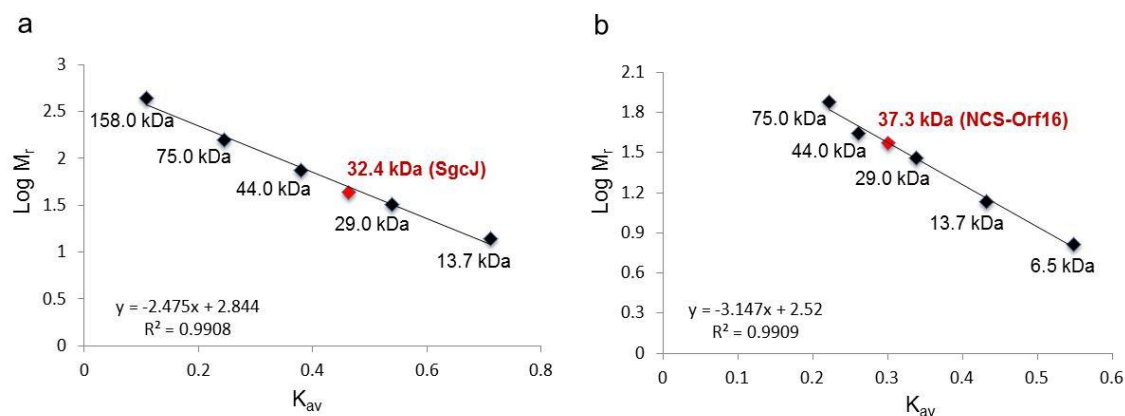 a
3
2.5
2
1.5
1
0.5
0
0
0.2
0.4
0.6
0.8
Log Mr
Kav
158.0 kDa
75.0 kDa
44.0 kDa
32.4 kDa (SgcJ)
29.0 kDa
13.7 kDa
y = -2.475x + 2.844
R² = 0.9908
b
2.1
1.8
1.5
1.2
0.9
0.6
0.3
0
0
0.1
0.2
0.3
0.4
0.5
0.6
Log Mr
Kav
75.0 kDa
37.3 kDa (NCS-Orf16)
44.0 kDa
29.0 kDa
13.7 kDa
6.5 kDa
y = -3.147x + 2.52
R² = 0.9909